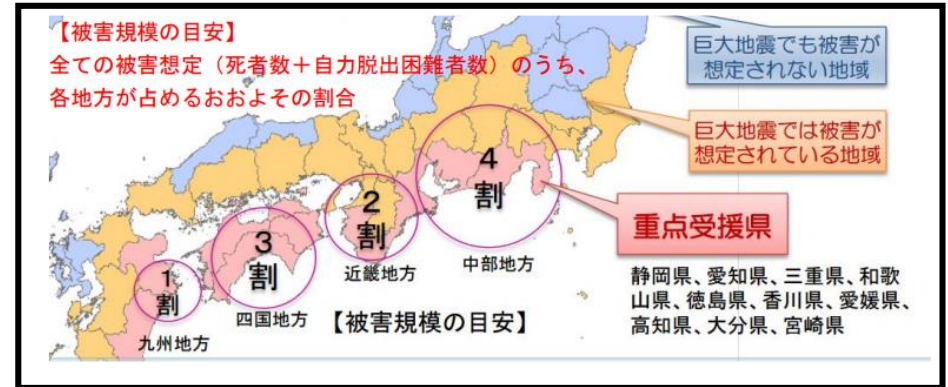 【被害規模の目安】
全ての被害想定（死者数＋自力脱出困難者数）のうち、
各地方が占めるおおよその割合
巨大地震でも被害が
想定されない地域
巨大地震では被害が
想定されている地域
重点受援県
静岡県、愛知県、三重県、和歌
山県、徳島県、香川県、愛媛県、
高知県、大分県、宮崎県
4
割
中部地方
2
割
近畿地方
3
割
四国地方
1
割
九州地方
【被害規模の目安】